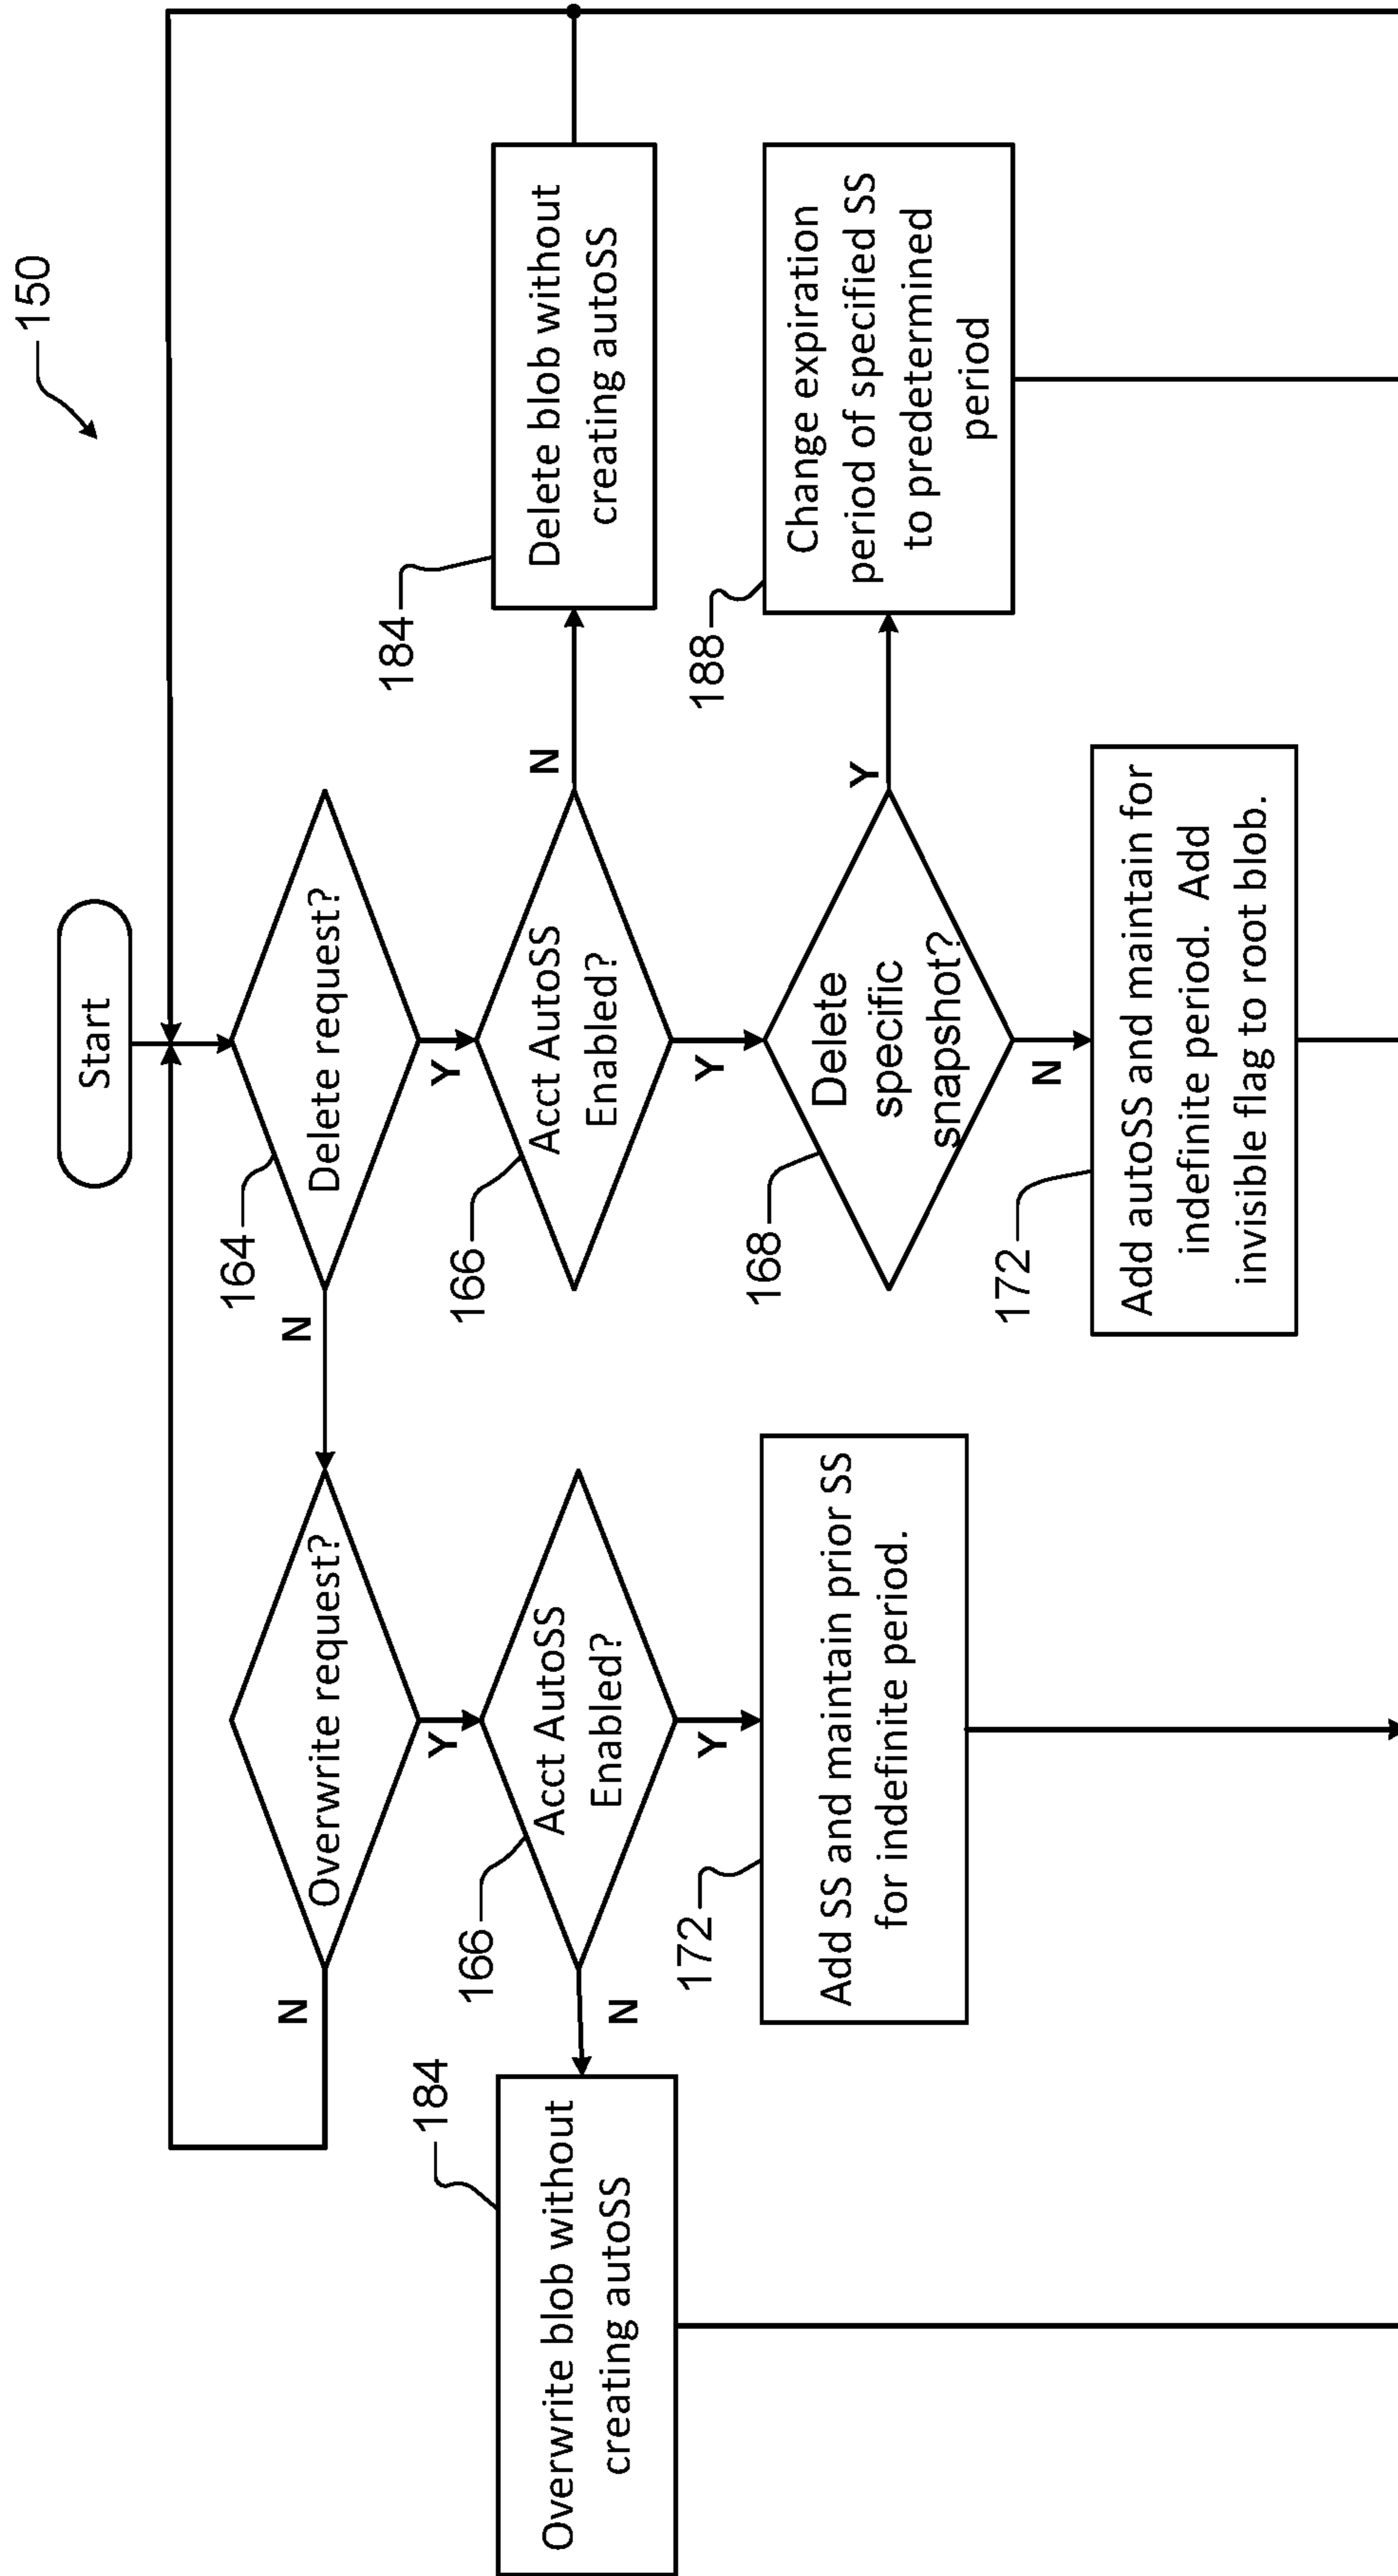 150
Start
164
Delete request?
N
Y
Overwrite request?
N
Y
166
Acct AutoSS
Enabled?
N
Y
184
Delete blob without
creating autoSS
166
Acct AutoSS
Enabled?
N
Y
184
Overwrite blob without
creating autoSS
168
Delete
specific
snapshot?
Y
N
188
Change expiration
period of specified SS
to predetermined
period
172
Add SS and maintain prior SS
for indefinite period.
172
Add autoSS and maintain for
indefinite period. Add
invisible flag to root blob.